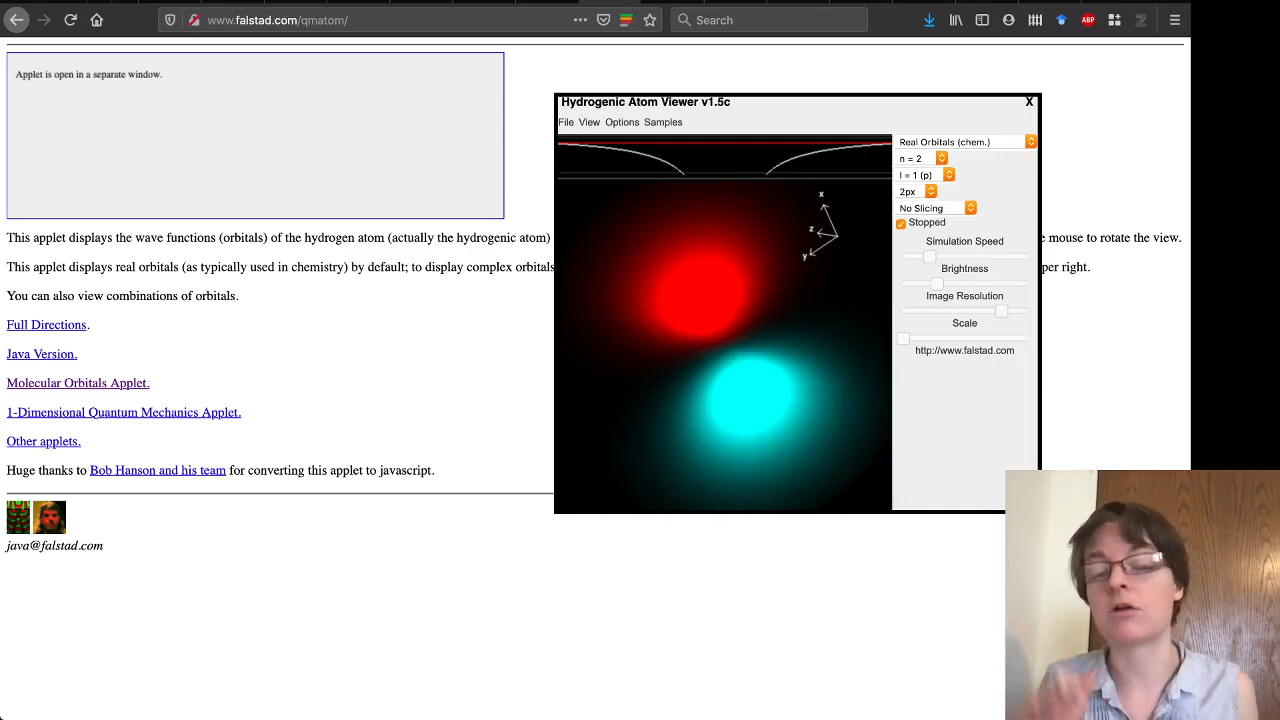 www.falstad.com/qmatom/
Search
ABP
Applet is open in a separate window.
Hydrogenic Atom Viewer v1.5c
X
File View Options Samples
Real Orbitals (chem.)
n = 2
l = 1 (p)
2px
No Slicing
Stopped
Simulation Speed
Brightness
Image Resolution
Scale
http://www.falstad.com
x
z
y
This applet displays the wave functions (orbitals) of the hydrogen atom (actually the hydrogenic atom)
e mouse to rotate the view.
This applet displays real orbitals (as typically used in chemistry) by default; to display complex orbitals
per right.
You can also view combinations of orbitals.
Full Directions.
Java Version.
Molecular Orbitals Applet.
1-Dimensional Quantum Mechanics Applet.
Other applets.
Huge thanks to Bob Hanson and his team for converting this applet to javascript.
java@falstad.com